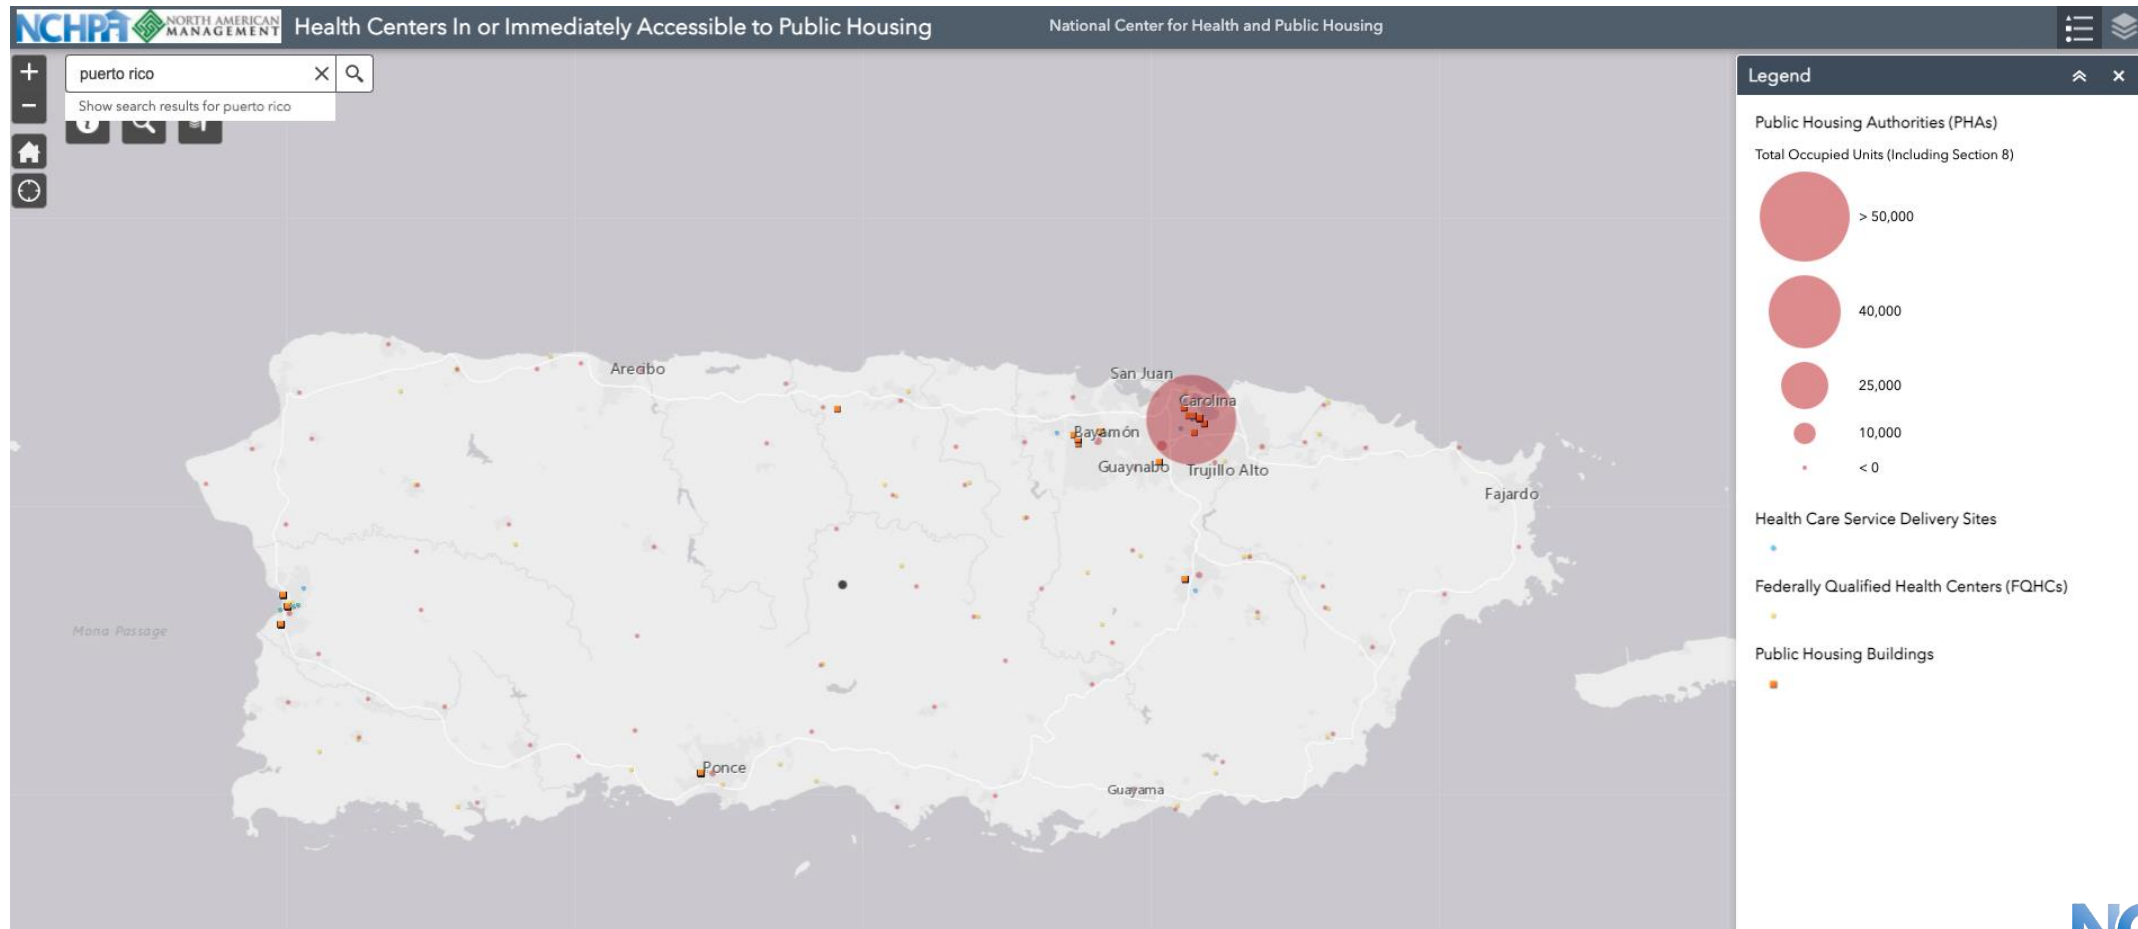 NCHPH NORTH AMERICAN
MANAGEMENT
Health Centers In or Immediately Accessible to Public Housing
National Center for Health and Public Housing
puerto rico
Show search results for puerto rico
Legend
Public Housing Authorities (PHAs)
Total Occupied Units (Including Section 8)
> 50,000
40,000
25,000
10,000
< 0
Health Care Service Delivery Sites
Federally Qualified Health Centers (FQHCs)
Public Housing Buildings
Arecibo
San Juan
Carolina
Bayamón
Guaynabo
Trujillo Alto
Fajardo
Mona Passage
Ponce
Guayama
NC